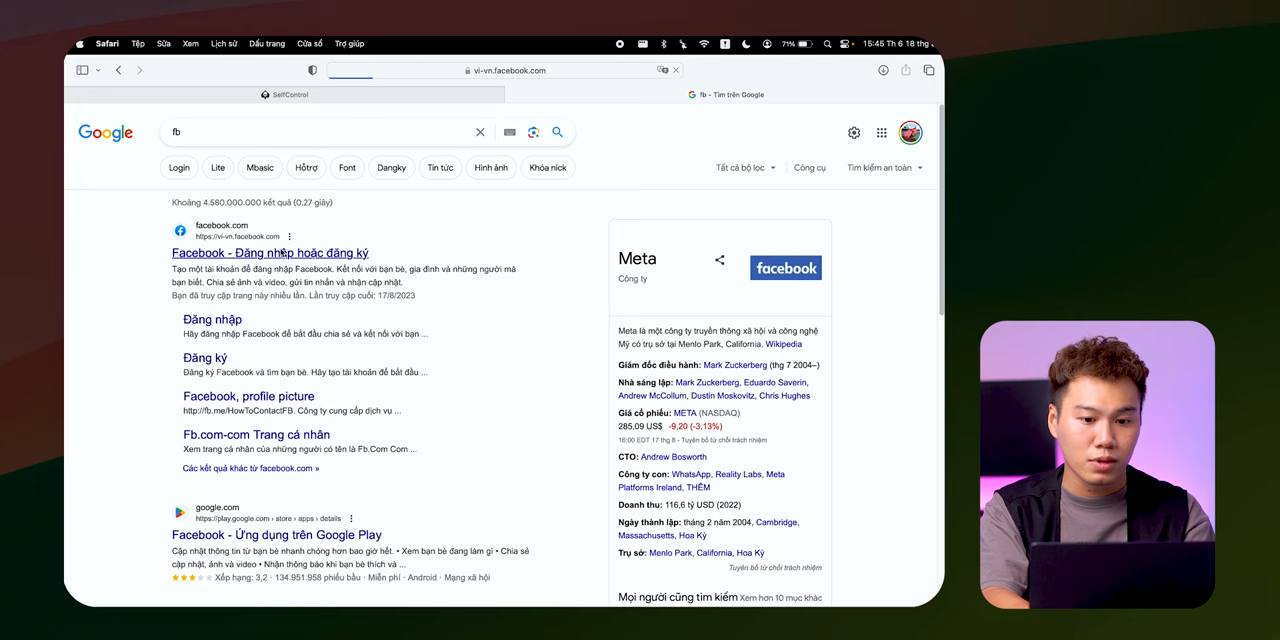 Safari Tệp Sửa Xem Lịch sử Dấu trang Cửa sổ Trợ giúp 71% 15:45 Th 6 18 thg
vi-vn.facebook.com
SelfControl
fb - Tìm trên Google
Google
fb
Login Lite Mbasic Hỗtrợ Font Dangky Tin tức Hình ảnh Khóa nick Tất cả bộ lọc Công cụ Tìm kiếm an toàn
Khoảng 4.580.000.000 kết quả (0,27 giây)
facebook.com
https://vi-vn.facebook.com
Facebook - Đăng nhập hoặc đăng ký
Tạo một tài khoản để đăng nhập Facebook. Kết nối với bạn bè, gia đình và những người mà
bạn biết. Chia sẻ ảnh và video, gửi tin nhắn và nhận cập nhật.
Bạn đã truy cập trang này nhiều lần. Lần truy cập cuối: 17/8/2023
Đăng nhập
Hãy đăng nhập Facebook để bắt đầu chia sẻ và kết nối với bạn ...
Đăng ký
Đăng ký Facebook và tìm bạn bè. Hãy tạo tài khoản để bắt đầu ...
Facebook, profile picture
http://fb.me/HowToContactFB. Công ty cung cấp dịch vụ ...
Fb.com-com Trang cá nhân
Xem trang cá nhân của những người có tên là Fb.Com Com ...
Các kết quả khác từ facebook.com »
google.com
https://play.google.com › store › apps › details
Facebook - Ứng dụng trên Google Play
Cập nhật thông tin từ bạn bè nhanh chóng hơn bao giờ hết. • Xem bạn bè đang làm gì • Chia sẻ
cập nhật, ảnh và video • Nhận thông báo khi bạn bè thích và ...
Xếp hạng: 3,2 · 134.951.958 phiếu bầu · Miễn phí · Android · Mạng xã hội
Meta
Công ty
facebook
Meta là một công ty truyền thông xã hội và công nghệ
Mỹ có trụ sở tại Menlo Park, California. Wikipedia
Giám đốc điều hành: Mark Zuckerberg (thg 7 2004–)
Nhà sáng lập: Mark Zuckerberg, Eduardo Saverin,
Andrew McCollum, Dustin Moskovitz, Chris Hughes
Giá cổ phiếu: META (NASDAQ)
285,09 US$ -9,20 (-3,13%)
16:00 EDT 17 thg 8 - Tuyên bố từ chối trách nhiệm
CTO: Andrew Bosworth
Công ty con: WhatsApp, Reality Labs, Meta
Platforms Ireland, THÊM
Doanh thu: 116,6 tỷ USD (2022)
Ngày thành lập: tháng 2 năm 2004, Cambridge,
Massachusetts, Hoa Kỳ
Trụ sở: Menlo Park, California, Hoa Kỳ
Tuyên bố từ chối trách nhiệm
Mọi người cũng tìm kiếm Xem hơn 10 mục khác